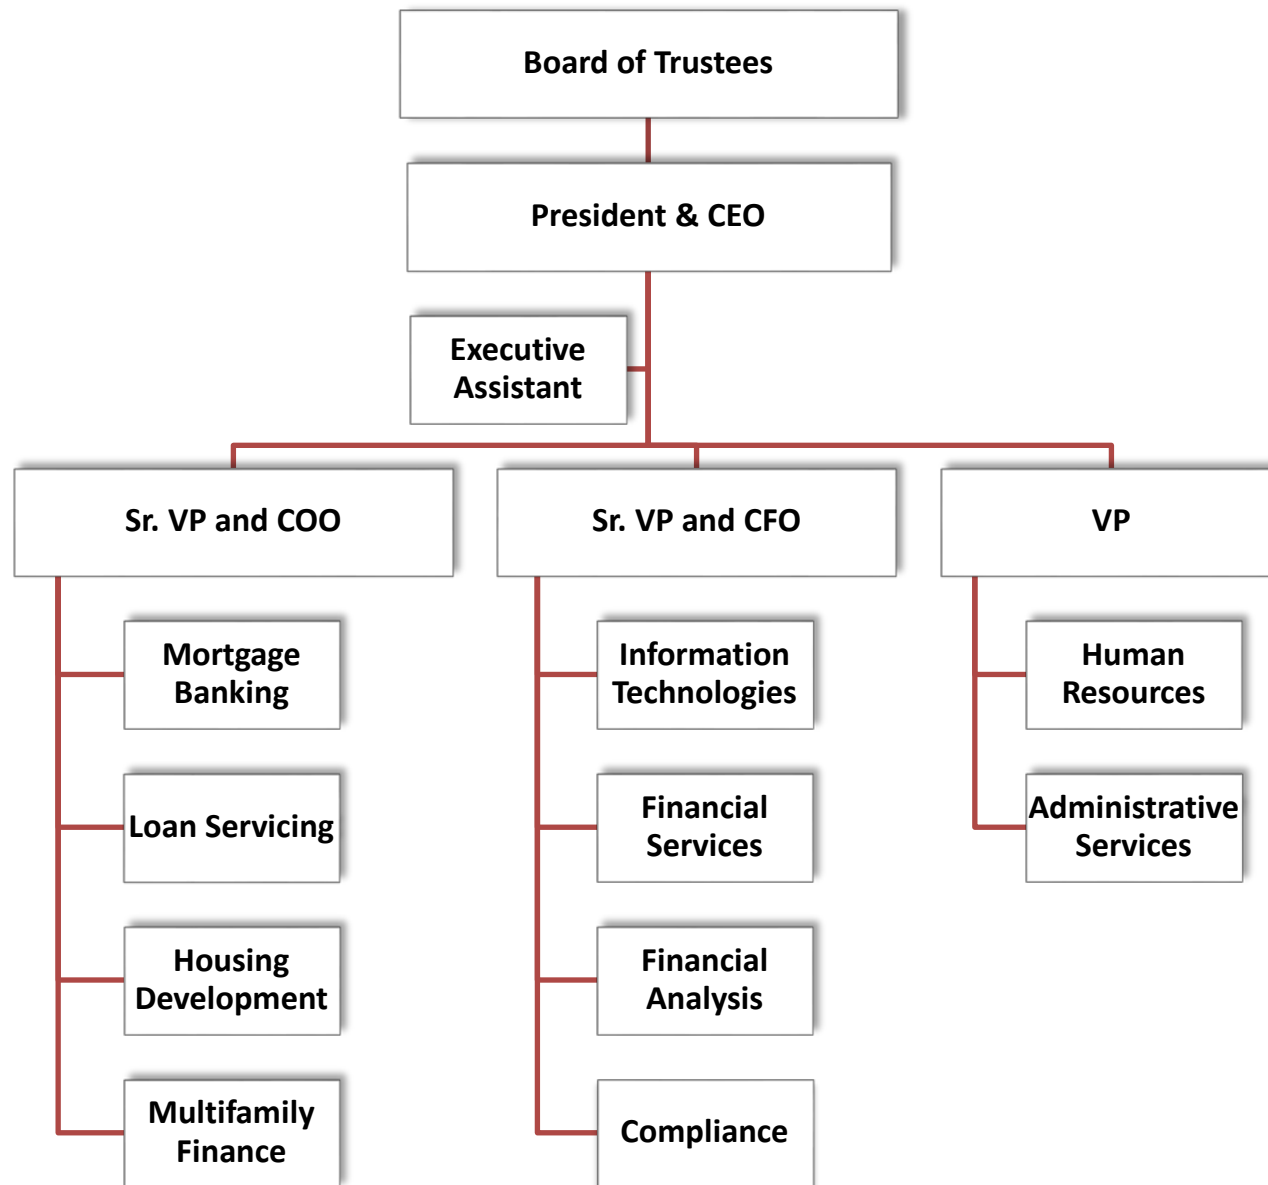 Board of Trustees
President & CEO
Executive
Assistant
Sr. VP and COO
Sr. VP and CFO
VP
Mortgage
Banking
Information
Technologies
Human
Resources
Loan Servicing
Financial
Services
Administrative
Services
Housing
Development
Financial
Analysis
Multifamily
Finance
Compliance